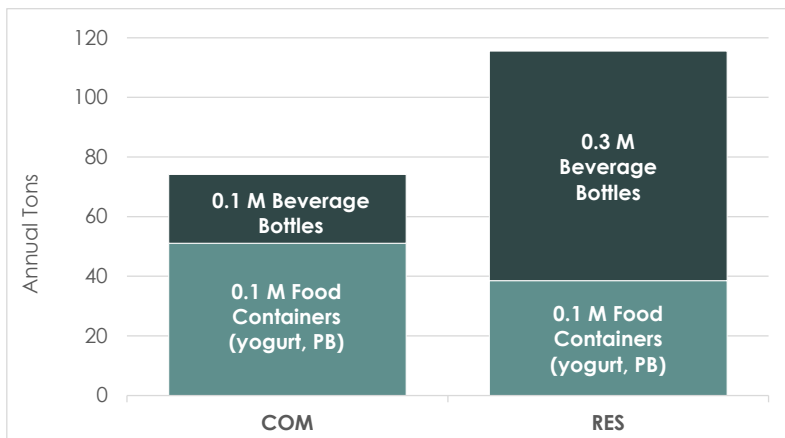 120
100
80
60
40
20
0
Annual Tons
0.1 M Beverage
Bottles
0.1 M Food
Containers
(yogurt, PB)
0.3 M
Beverage
Bottles
0.1 M Food
Containers
(yogurt, PB)
COM
RES